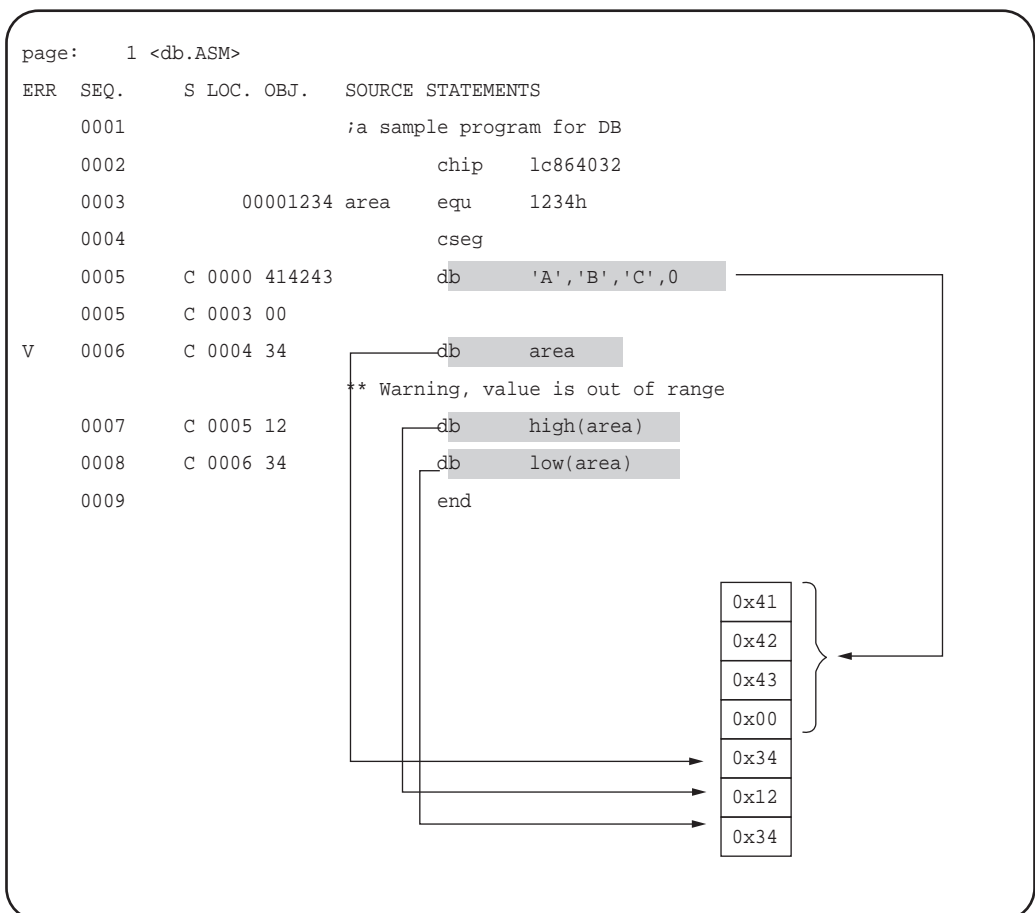 page:    1 <db.ASM>
ERR  SEQ.     S LOC. OBJ.   SOURCE STATEMENTS
     0001                   ;a sample program for DB
     0002                           chip    lc864032
     0003          00001234 area    equ     1234h
     0004                           cseg
     0005     C 0000 414243         db      'A','B','C',0
     0005     C 0003 00
V    0006     C 0004 34             db      area
                            ** Warning, value is out of range
     0007     C 0005 12             db      high(area)
     0008     C 0006 34             db      low(area)
     0009                           end
0x41
0x42
0x43
0x00
0x34
0x12
0x34